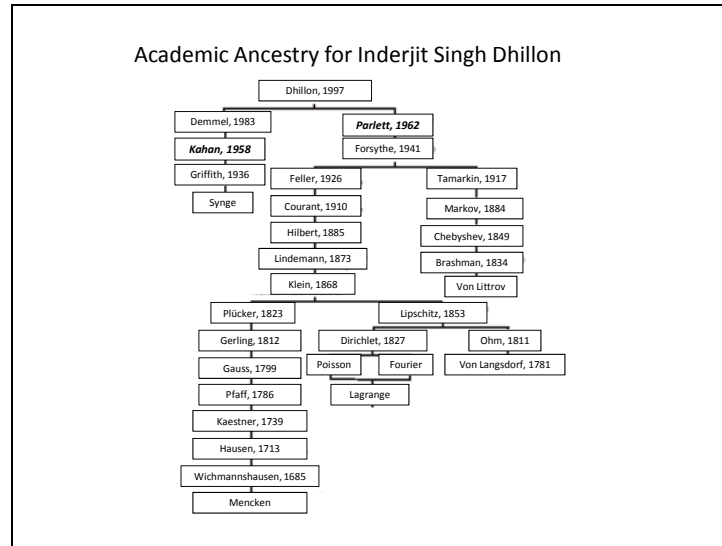 Academic Ancestry for Inderjit Singh Dhillon
Dhillon, 1997
Demmel, 1983
Parlett, 1962
Kahan, 1958
Forsythe, 1941
Griffith, 1936
Feller, 1926
Tamarkin, 1917
Synge
Courant, 1910
Markov, 1884
Hilbert, 1885
Chebyshev, 1849
Lindemann, 1873
Brashman, 1834
Klein, 1868
Von Littrov
Plücker, 1823
Lipschitz, 1853
Gerling, 1812
Dirichlet, 1827
Ohm, 1811
Gauss, 1799
Poisson
Fourier
Von Langsdorf, 1781
Pfaff, 1786
Lagrange
Kaestner, 1739
Hausen, 1713
Wichmannshausen, 1685
Mencken